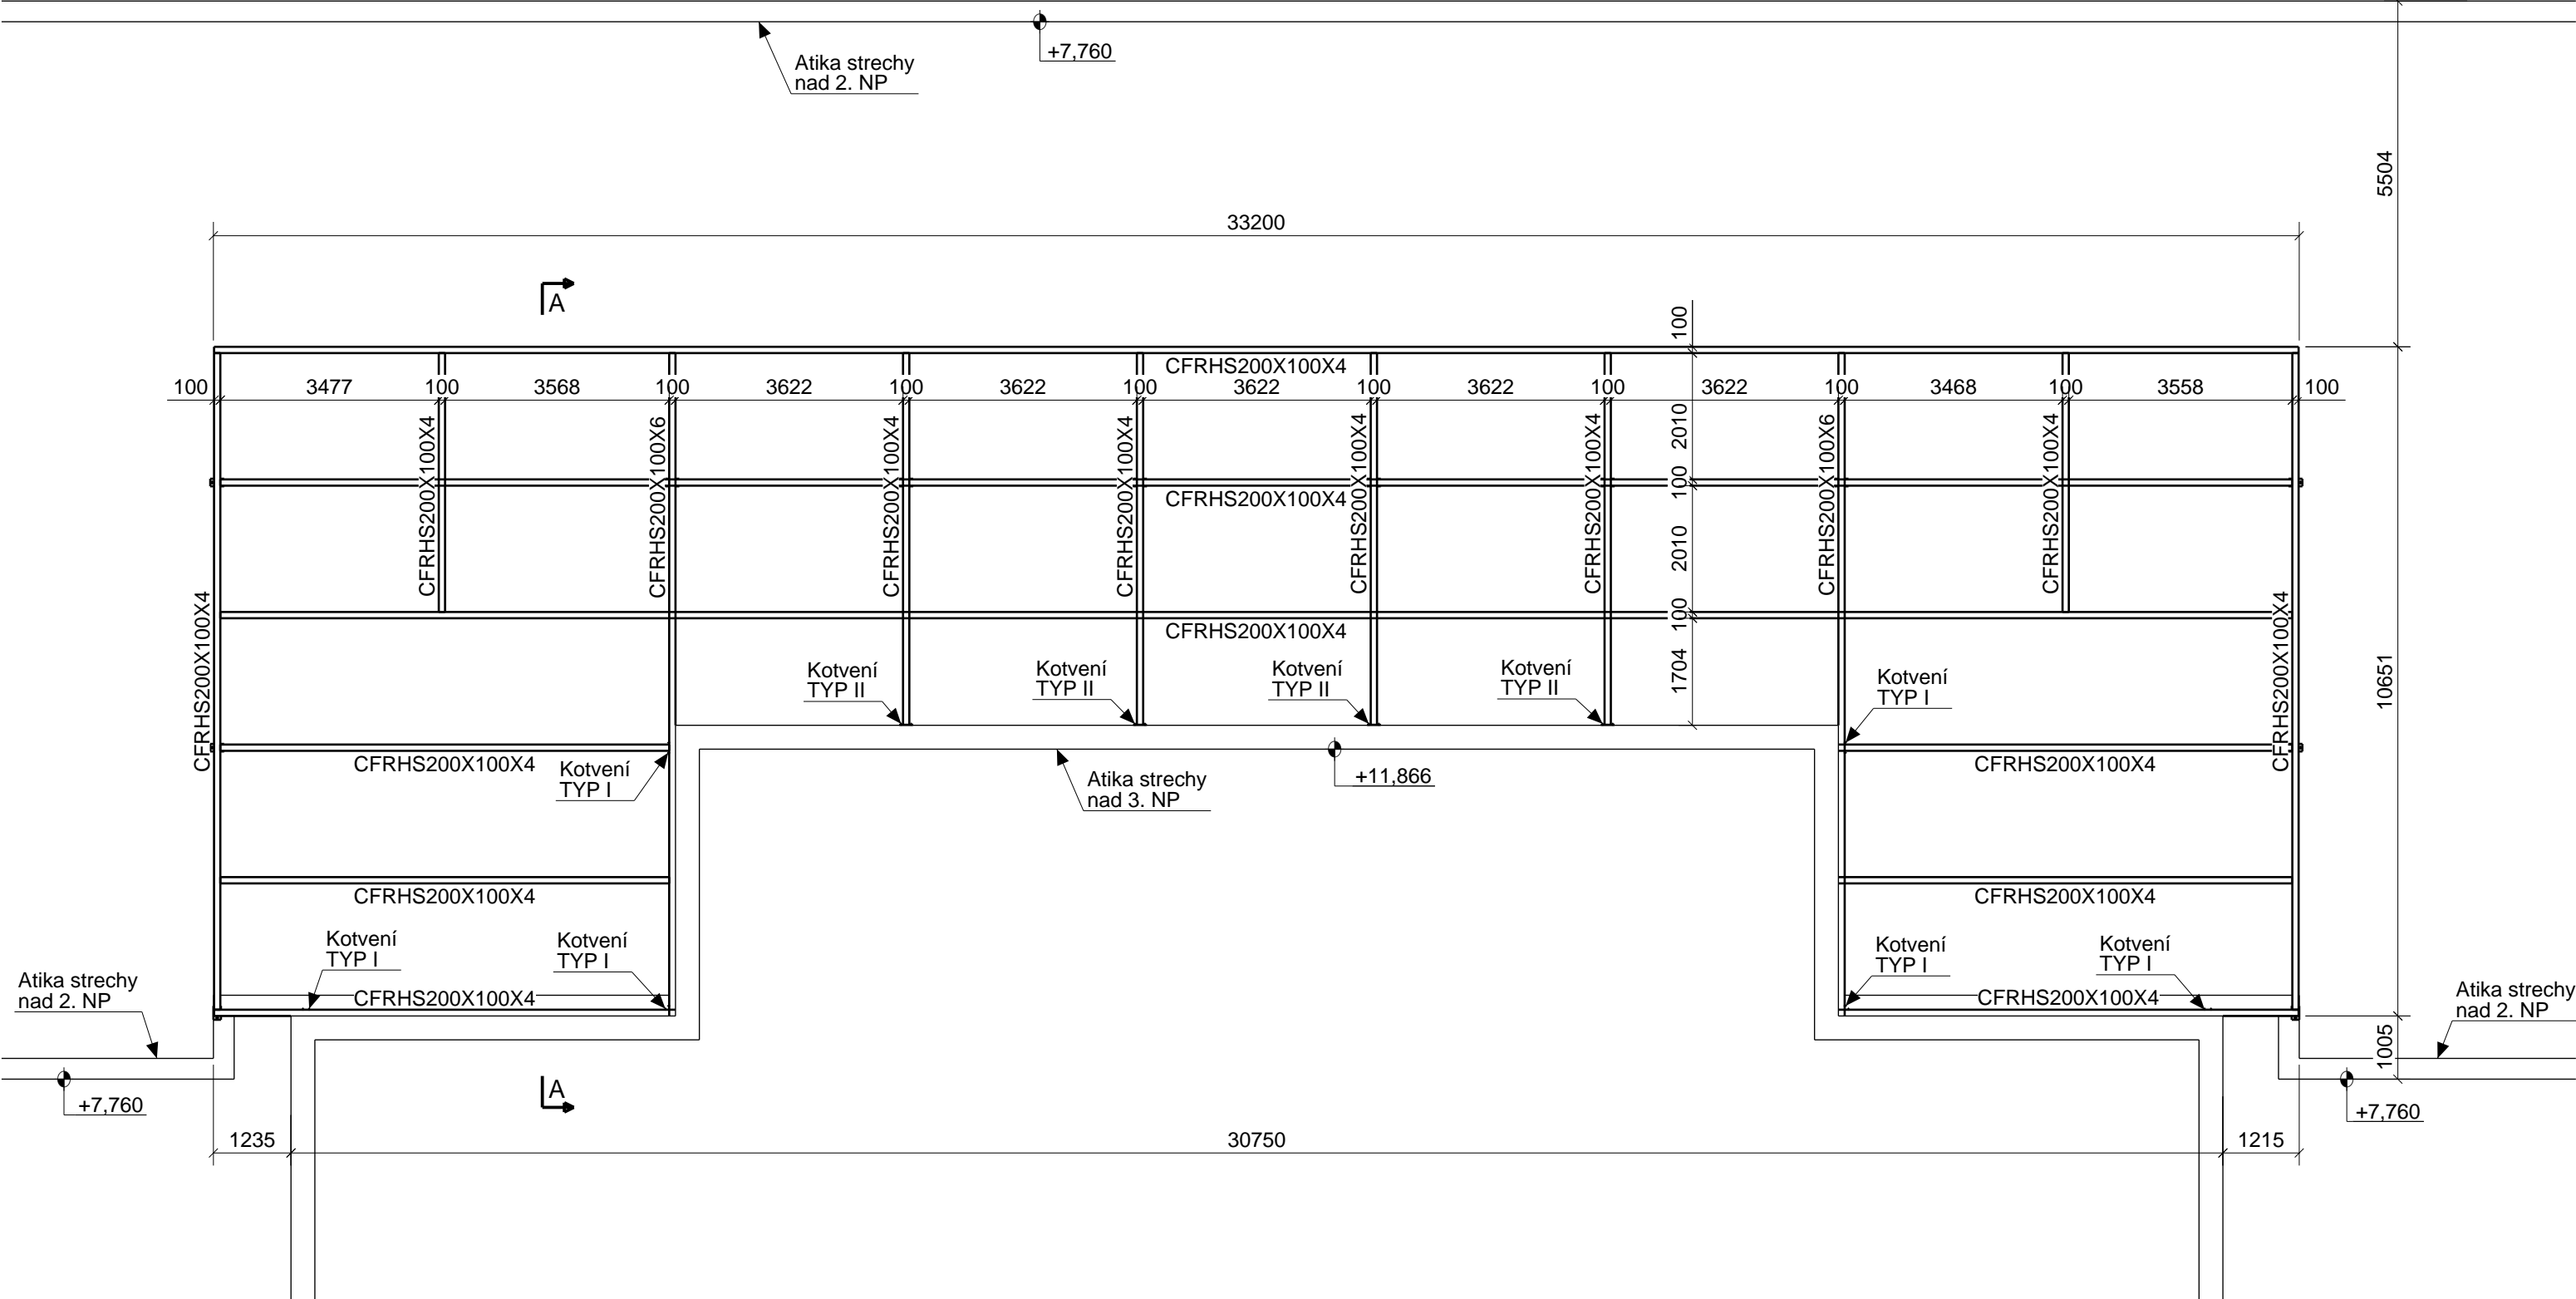 +7,760
Atika strechy
nad 2. NP
5504
33200
A
100
CFRHS200X100X4
100
3477
100
3568
100
3622
100
3622
100
3622
100
3622
100
3622
100
3468
100
3558
100
CFRHS200X100X4
CFRHS200X100X6
CFRHS200X100X4
CFRHS200X100X4
CFRHS200X100X4
CFRHS200X100X4
2010
CFRHS200X100X6
CFRHS200X100X4
100
CFRHS200X100X4
2010
CFRHS200X100X4
100
CFRHS200X100X4
CFRHS200X100X4
1704
10651
Kotvení
TYP II
Kotvení
TYP II
Kotvení
TYP II
Kotvení
TYP II
Kotvení
TYP I
CFRHS200X100X4
Kotvení
TYP I
Atika strechy
nad 3. NP
+11,866
CFRHS200X100X4
CFRHS200X100X4
CFRHS200X100X4
Kotvení
TYP I
Kotvení
TYP I
Kotvení
TYP I
Kotvení
TYP I
Atika strechy
nad 2. NP
CFRHS200X100X4
CFRHS200X100X4
Atika strechy
nad 2. NP
1005
+7,760
A
+7,760
1235
30750
1215